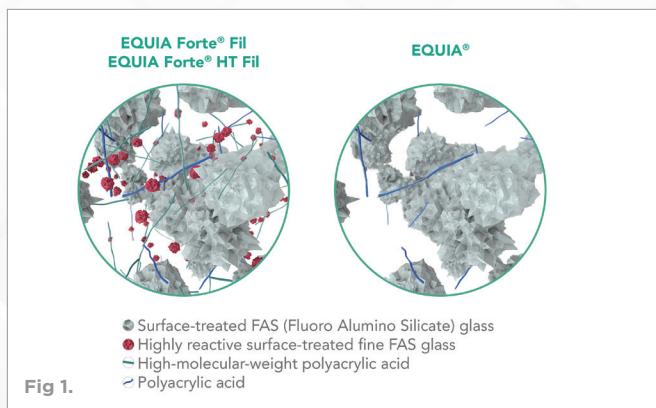 EQUIA Forte® Fil
EQUIA Forte® HT Fil
EQUIA®
Surface-treated FAS (Fluoro Alumino Silicate) glass
Highly reactive surface-treated fine FAS glass
High-molecular-weight polyacrylic acid
Polyacrylic acid
Fig 1.